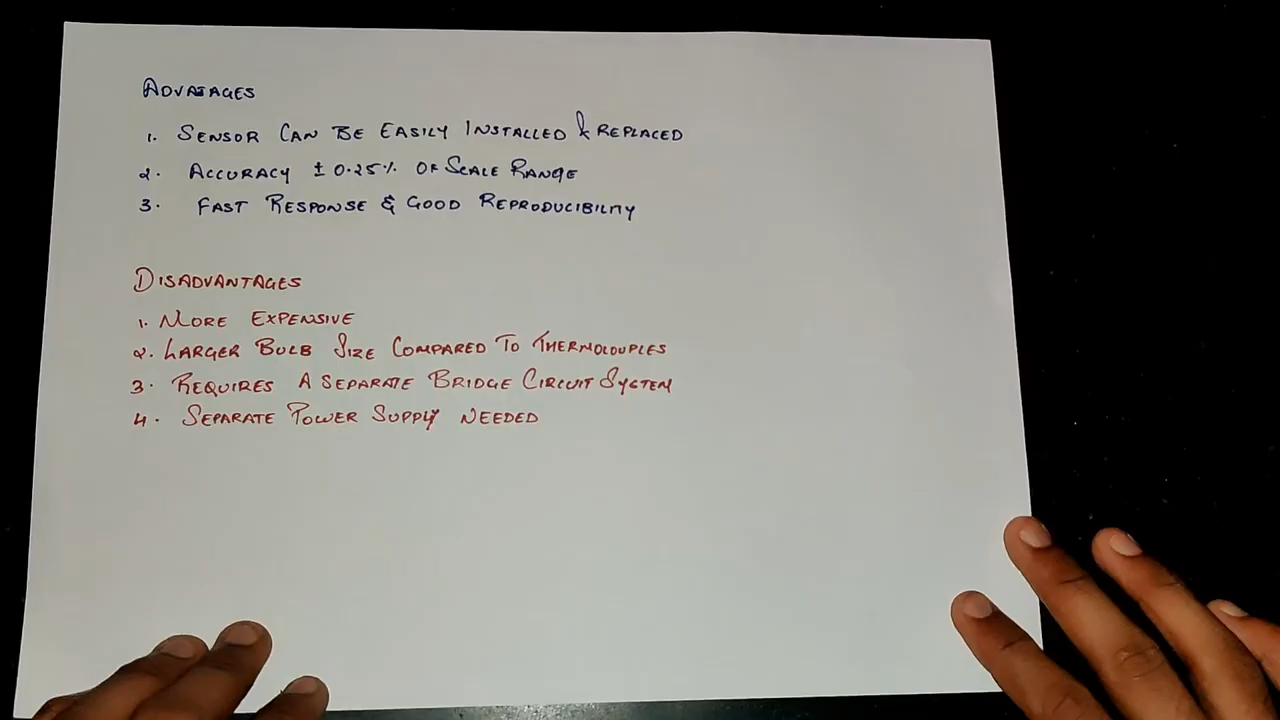 ADVATAGES
1. SENSOR CAN BE EASILY INSTALLED & REPLACED
2. ACCURACY ± 0.25% OF SCALE RANGE
3. FAST RESPONSE & GOOD REPRODUCIBILITY
DISADVANTAGES
1. MORE EXPENSIVE
2. LARGER BULB SIZE COMPARED TO THERMOCOUPLES
3. REQUIRES A SEPARATE BRIDGE CIRCUIT SYSTEM
4. SEPARATE POWER SUPPLY NEEDED